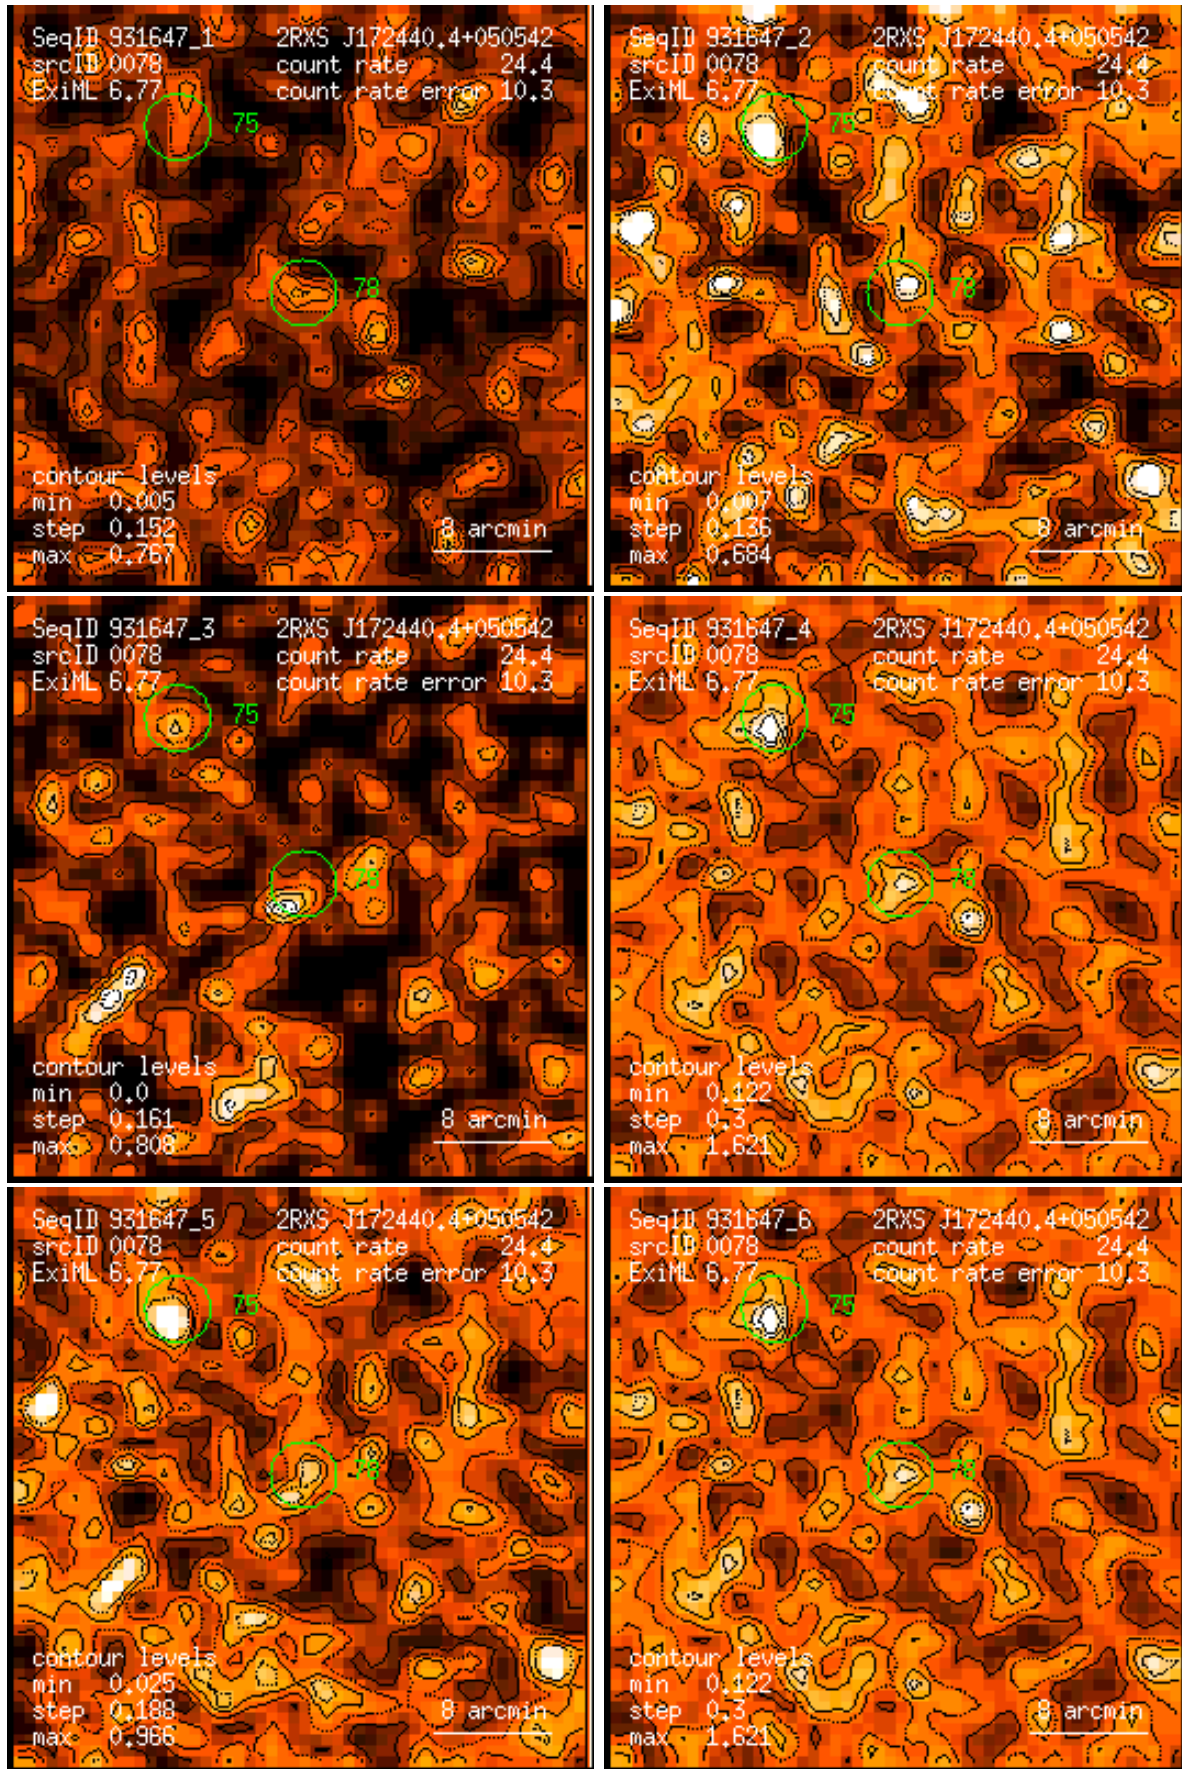 SeqID 931647_1 2RXS J172440.4+050542
srcID 0078 count rate 24.4
ExiML 6.77 count rate error 10.3
75
78
contour levels
min 0.005
step 0.152
max 0.767
8 arcmin
SeqID 931647_2 2RXS J172440.4+050542
srcID 0078 count rate 24.4
ExiML 6.77 count rate error 10.3
75
78
contour levels
min 0.007
step 0.136
max 0.684
8 arcmin
SeqID 931647_3 2RXS J172440.4+050542
srcID 0078 count rate 24.4
ExiML 6.77 count rate error 10.3
75
78
contour levels
min 0.0
step 0.161
max 0.808
8 arcmin
SeqID 931647_4 2RXS J172440.4+050542
srcID 0078 count rate 24.4
ExiML 6.77 count rate error 10.3
75
78
contour levels
min 0.122
step 0.3
max 1.621
8 arcmin
SeqID 931647_5 2RXS J172440.4+050542
srcID 0078 count rate 24.4
ExiML 6.77 count rate error 10.3
75
78
contour levels
min 0.025
step 0.188
max 0.966
8 arcmin
SeqID 931647_6 2RXS J172440.4+050542
srcID 0078 count rate 24.4
ExiML 6.77 count rate error 10.3
75
78
contour levels
min 0.122
step 0.3
max 1.621
8 arcmin